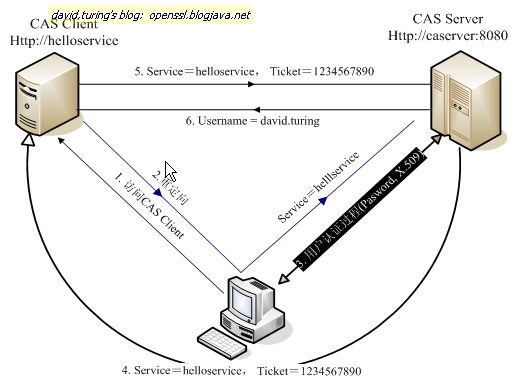 david.turing's blog: openssl.blogjava.net
CAS Client
Http://helloservice
CAS Server
Http://caserver:8080
5. Service＝helloservice， Ticket＝1234567890
6. Username = david.turing
2.重定向
1. 访问CAS Client
Service＝helllservice
3. 用户认证过程(Pasword, X.509)
4. Service＝helloservice， Ticket＝1234567890